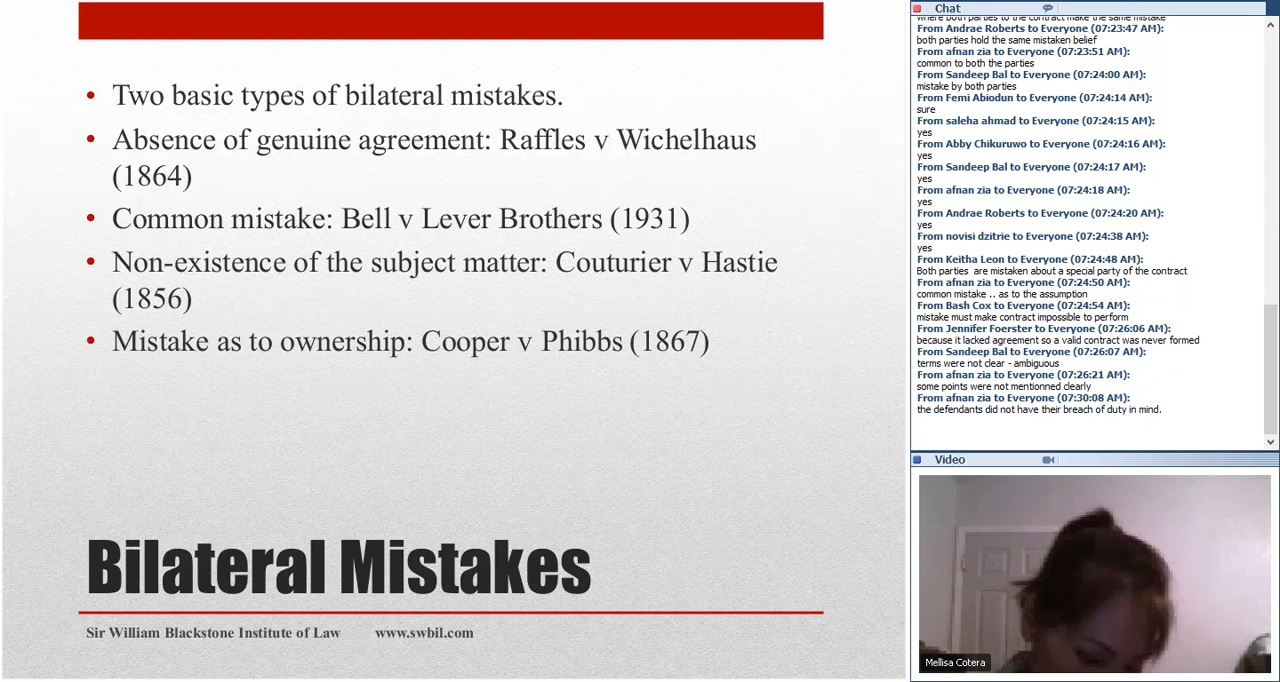 • Two basic types of bilateral mistakes.
• Absence of genuine agreement: Raffles v Wichelhaus
(1864)
• Common mistake: Bell v Lever Brothers (1931)
• Non-existence of the subject matter: Couturier v Hastie
(1856)
• Mistake as to ownership: Cooper v Phibbs (1867)
Bilateral Mistakes
Sir William Blackstone Institute of Law www.swbil.com
Chat
where both parties to the contract make the same mistake
From Andrae Roberts to Everyone (07:23:47 AM):
both parties hold the same mistaken belief
From afnan zia to Everyone (07:23:51 AM):
common to both the parties
From Sandeep Bal to Everyone (07:24:00 AM):
mistake by both parties
From Femi Abiodun to Everyone (07:24:14 AM):
sure
From saleha ahmad to Everyone (07:24:15 AM):
yes
From Abby Chikuruwo to Everyone (07:24:16 AM):
yes
From Sandeep Bal to Everyone (07:24:17 AM):
yes
From afnan zia to Everyone (07:24:18 AM):
yes
From Andrae Roberts to Everyone (07:24:20 AM):
yes
From novisi dzitrie to Everyone (07:24:38 AM):
yes
From Keitha Leon to Everyone (07:24:48 AM):
Both parties are mistaken about a special party of the contract
From afnan zia to Everyone (07:24:50 AM):
common mistake .. as to the assumption
From Bash Cox to Everyone (07:24:54 AM):
mistake must make contract impossible to perform
From Jennifer Foerster to Everyone (07:26:06 AM):
because it lacked agreement so a valid contract was never formed
From Sandeep Bal to Everyone (07:26:07 AM):
terms were not clear - ambiguous
From afnan zia to Everyone (07:26:21 AM):
some points were not mentionned clearly
From afnan zia to Everyone (07:30:08 AM):
the defendants did not have their breach of duty in mind.
Video
Mellisa Cotera